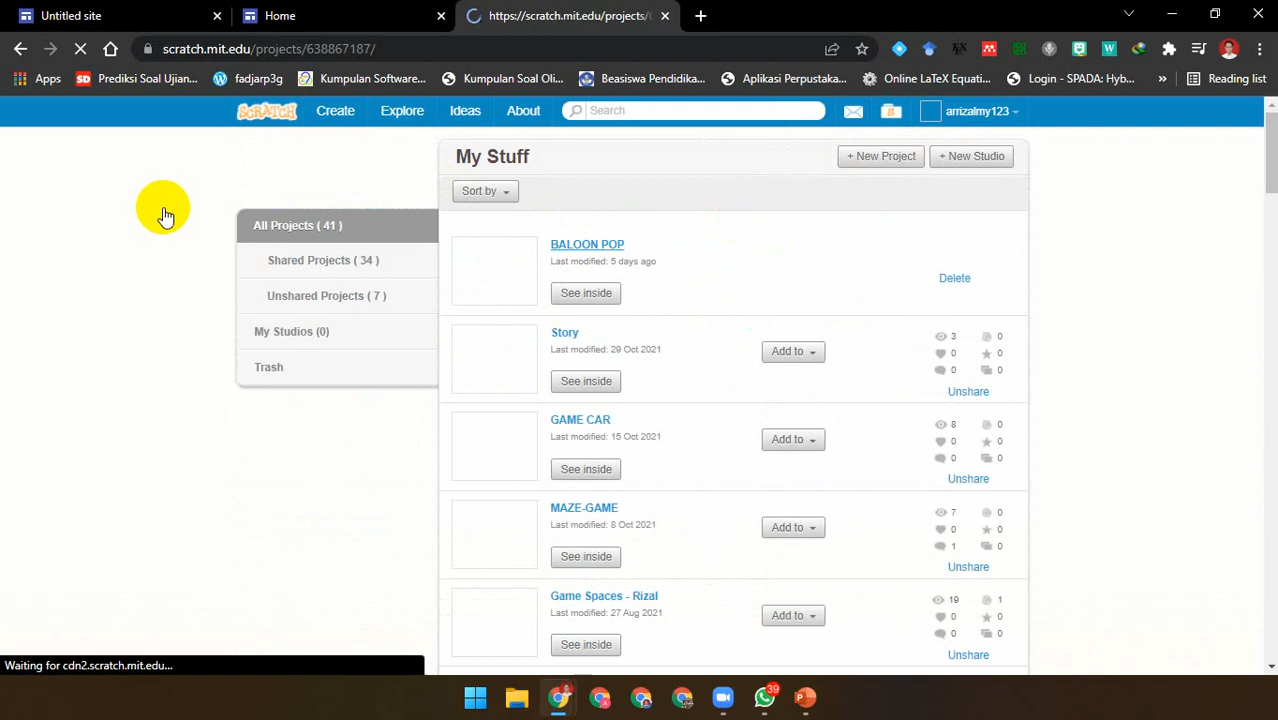 Untitled site
Home
https://scratch.mit.edu/projects/
scratch.mit.edu/projects/638867187/
Apps
Prediksi Soal Ujian...
fadjarp3g
Kumpulan Software...
Kumpulan Soal Oli...
Beasiswa Pendidika...
Aplikasi Perpustaka...
Online LaTeX Equati...
Login - SPADA: Hyb...
»
Reading list
SCRATCH
Create
Explore
Ideas
About
Search
arrizalmy123
My Stuff
+ New Project
+ New Studio
Sort by
All Projects ( 41 )
Shared Projects ( 34 )
Unshared Projects ( 7 )
My Studios (0)
Trash
BALOON POP
Last modified: 5 days ago
See inside
Delete
Story
Last modified: 29 Oct 2021
See inside
Add to
3 0
0 0
0 0
Unshare
GAME CAR
Last modified: 15 Oct 2021
See inside
Add to
8 0
0 0
0 0
Unshare
MAZE-GAME
Last modified: 8 Oct 2021
See inside
Add to
7 0
0 0
1 0
Unshare
Game Spaces - Rizal
Last modified: 27 Aug 2021
See inside
Add to
19 1
0 0
0 0
Unshare
Waiting for cdn2.scratch.mit.edu...
39